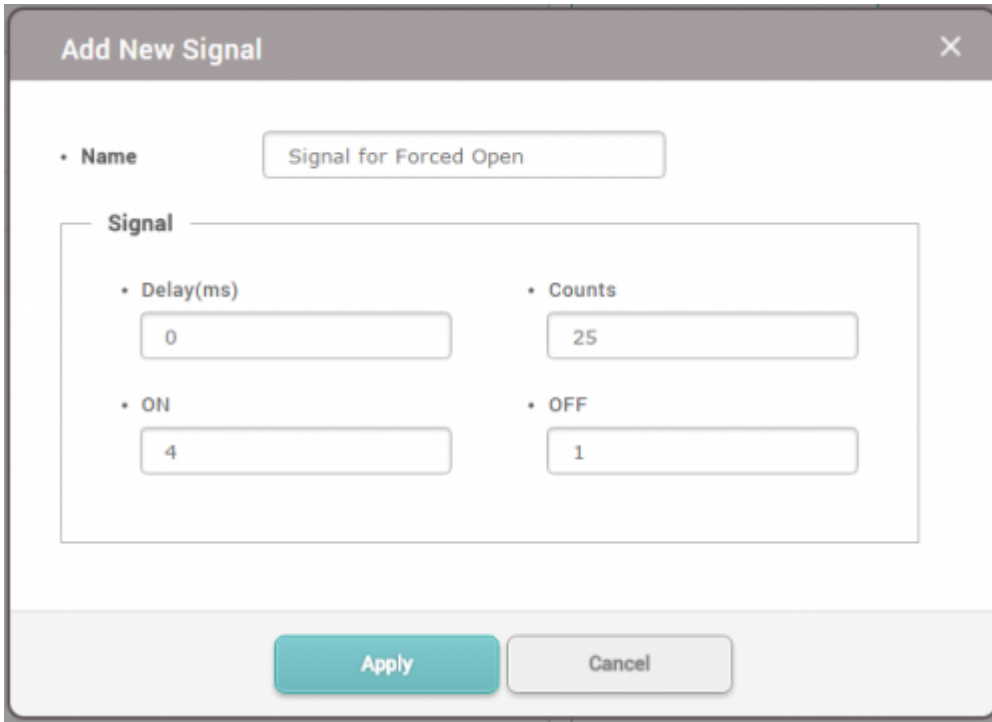 Add New Signal
Name
Signal for Forced Open
Signal
Delay(ms)
Counts
0
25
ON
OFF
4
1
Apply
Cancel